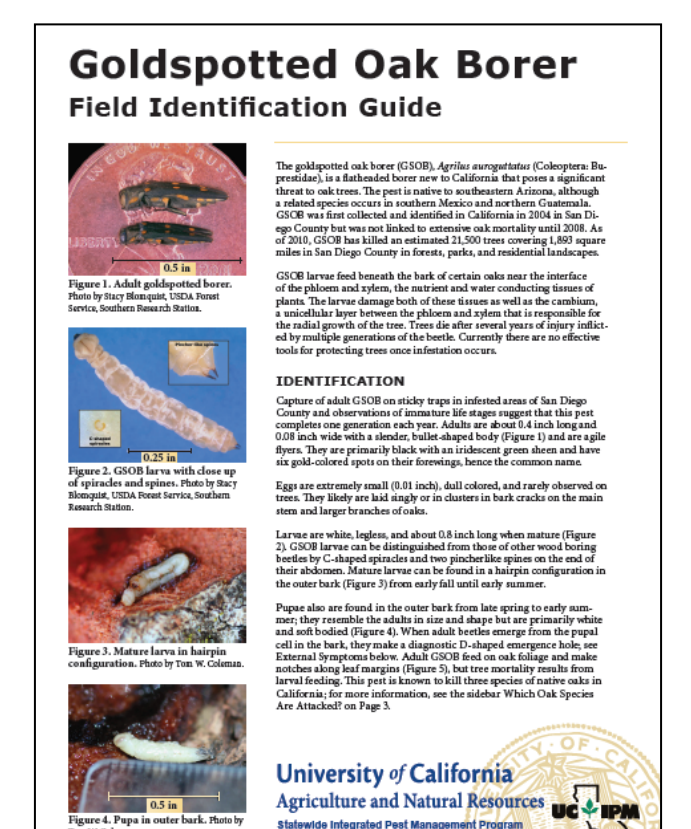 Goldspotted Oak Borer
Field Identification Guide
0.5 in
Figure 1. Adult goldspotted borer.
Photo by Stacy Blomquist, USDA Forest
Service, Southern Research Station.
Pincher-like spines
C-shaped
spiracles
0.25 in
Figure 2. GSOB larva with close up
of spiracles and spines. Photo by Stacy
Blomquist, USDA Forest Service, Southern
Research Station.
Figure 3. Mature larva in hairpin
configuration. Photo by Tom W. Coleman.
0.5 in
Figure 4. Pupa in outer bark. Photo by
The goldspotted oak borer (GSOB), Agrilus auroguttatus (Coleoptera: Bu-
prestidae), is a flatheaded borer new to California that poses a significant
threat to oak trees. The pest is native to southeastern Arizona, although
a related species occurs in southern Mexico and northern Guatemala.
GSOB was first collected and identified in California in 2004 in San Di-
ego County but was not linked to extensive oak mortality until 2008. As
of 2010, GSOB has killed an estimated 21,500 trees covering 1,893 square
miles in San Diego County in forests, parks, and residential landscapes.
GSOB larvae feed beneath the bark of certain oaks near the interface
of the phloem and xylem, the nutrient and water conducting tissues of
plants. The larvae damage both of these tissues as well as the cambium,
a unicellular layer between the phloem and xylem that is responsible for
the radial growth of the tree. Trees die after several years of injury inflict-
ed by multiple generations of the beetle. Currently there are no effective
tools for protecting trees once infestation occurs.
IDENTIFICATION
Capture of adult GSOB on sticky traps in infested areas of San Diego
County and observations of immature life stages suggest that this pest
completes one generation each year. Adults are about 0.4 inch long and
0.08 inch wide with a slender, bullet-shaped body (Figure 1) and are agile
flyers. They are primarily black with an iridescent green sheen and have
six gold-colored spots on their forewings, hence the common name.
Eggs are extremely small (0.01 inch), dull colored, and rarely observed on
trees. They likely are laid singly or in clusters in bark cracks on the main
stem and larger branches of oaks.
Larvae are white, legless, and about 0.8 inch long when mature (Figure
2). GSOB larvae can be distinguished from those of other wood boring
beetles by C-shaped spiracles and two pincherlike spines on the end of
their abdomen. Mature larvae can be found in a hairpin configuration in
the outer bark (Figure 3) from early fall until early summer.
Pupae also are found in the outer bark from late spring to early sum-
mer; they resemble the adults in size and shape but are primarily white
and soft bodied (Figure 4). When adult beetles emerge from the pupal
cell in the bark, they make a diagnostic D-shaped emergence hole; see
External Symptoms below. Adult GSOB feed on oak foliage and make
notches along leaf margins (Figure 5), but tree mortality results from
larval feeding. This pest is known to kill three species of native oaks in
California; for more information, see the sidebar Which Oak Species
Are Attacked? on Page 3.
University of California
Agriculture and Natural Resources
Statewide Integrated Pest Management Program
UC IPM